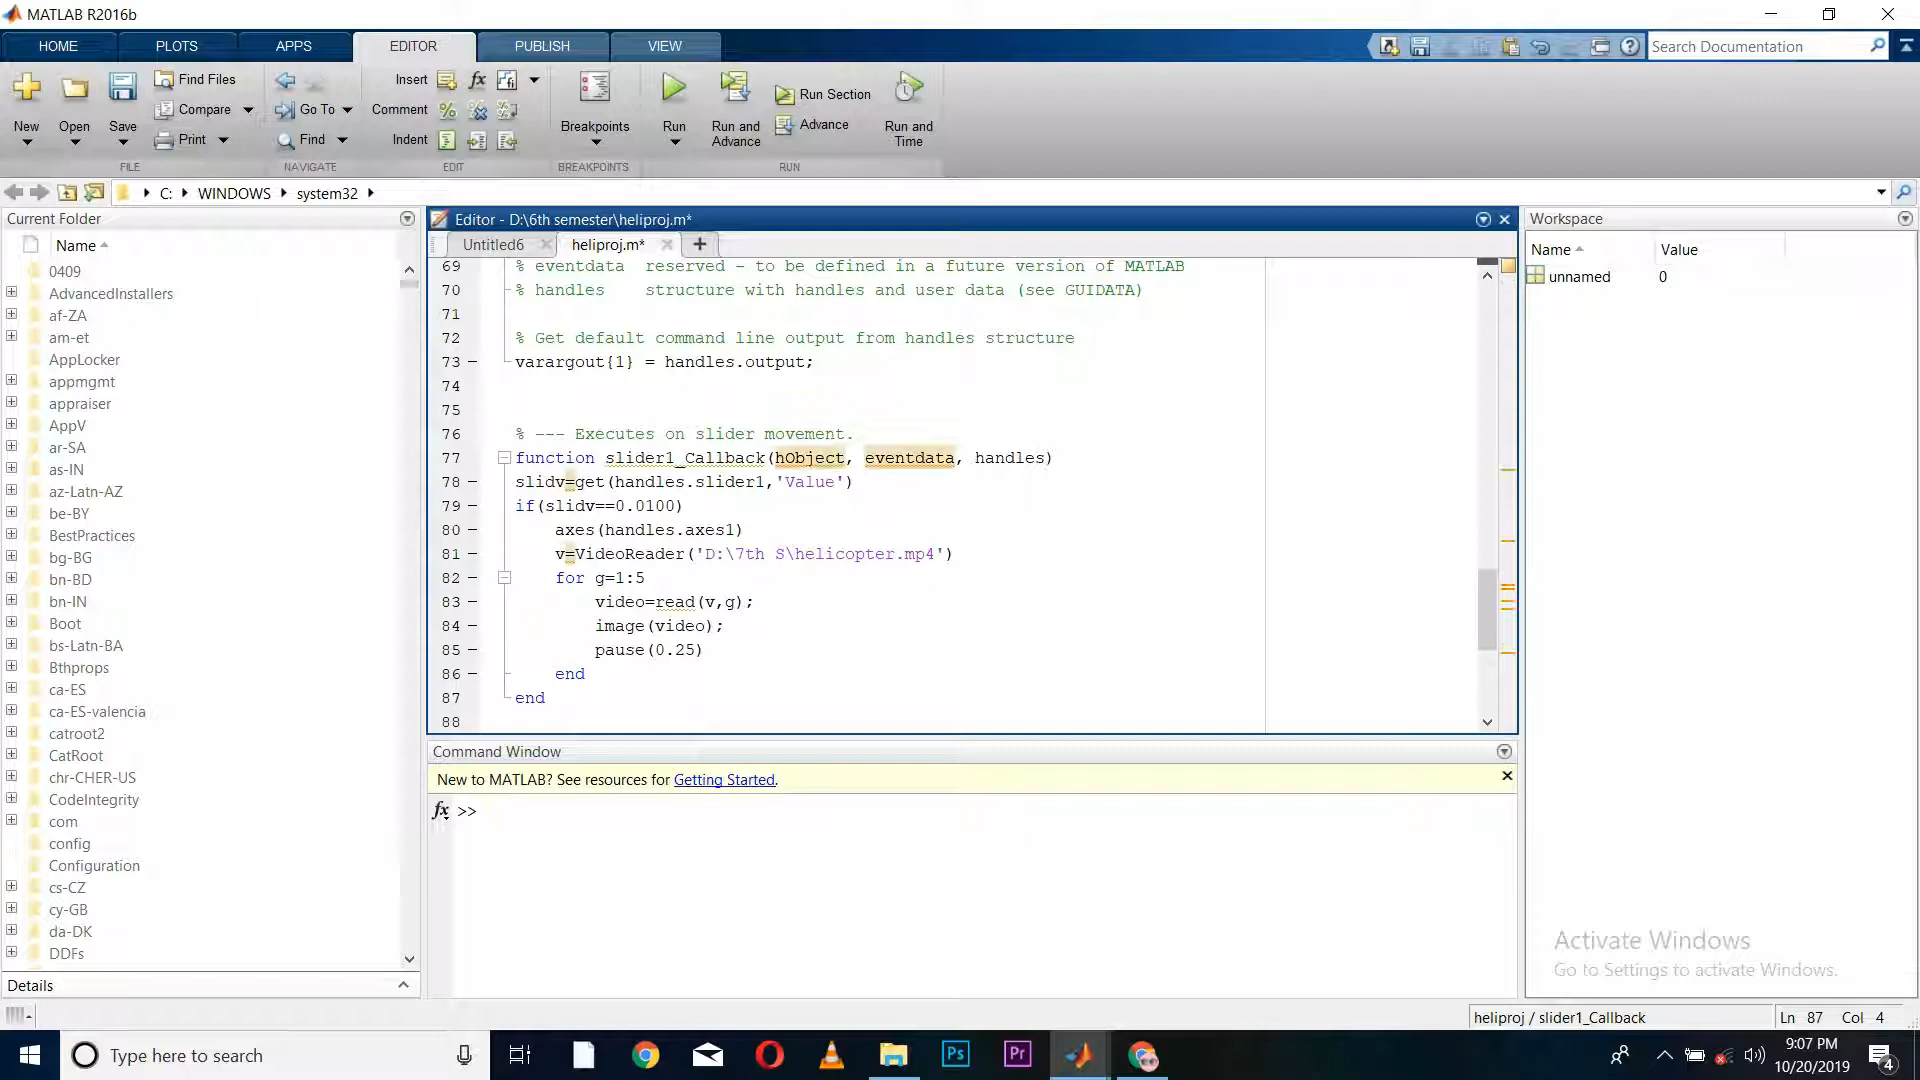 MATLAB R2016b
HOME PLOTS APPS EDITOR PUBLISH VIEW Search Documentation
New Open Save Find Files Compare Print
Go To Find
Insert fx Comment Indent
Breakpoints Run Run and Advance Run Section Advance Run and Time
FILE NAVIGATE EDIT BREAKPOINTS RUN
C: WINDOWS system32
Current Folder
Name
0409
AdvancedInstallers
af-ZA
am-et
AppLocker
appmgmt
appraiser
AppV
ar-SA
as-IN
az-Latn-AZ
be-BY
BestPractices
bg-BG
bn-BD
bn-IN
Boot
bs-Latn-BA
Bthprops
ca-ES
ca-ES-valencia
catroot2
CatRoot
chr-CHER-US
CodeIntegrity
com
config
Configuration
cs-CZ
cy-GB
da-DK
DDFs
Details
Editor - D:\6th semester\heliproj.m*
Untitled6 heliproj.m*
69 % eventdata  reserved - to be defined in a future version of MATLAB
70 % handles    structure with handles and user data (see GUIDATA)
71
72 % Get default command line output from handles structure
73 – varargout{1} = handles.output;
74
75
76 % --- Executes on slider movement.
77 function slider1_Callback(hObject, eventdata, handles)
78 – slidv=get(handles.slider1,'Value')
79 – if(slidv==0.0100)
80 – axes(handles.axes1)
81 – v=VideoReader('D:\7th S\helicopter.mp4')
82 – for g=1:5
83 – video=read(v,g);
84 – image(video);
85 – pause(0.25)
86 – end
87 end
88
Command Window
New to MATLAB? See resources for Getting Started.
fx >>
Workspace
Name Value
unnamed 0
Activate Windows
Go to Settings to activate Windows.
heliproj / slider1_Callback Ln 87 Col 4
Type here to search
Ps
Pr
9:07 PM
10/20/2019
4